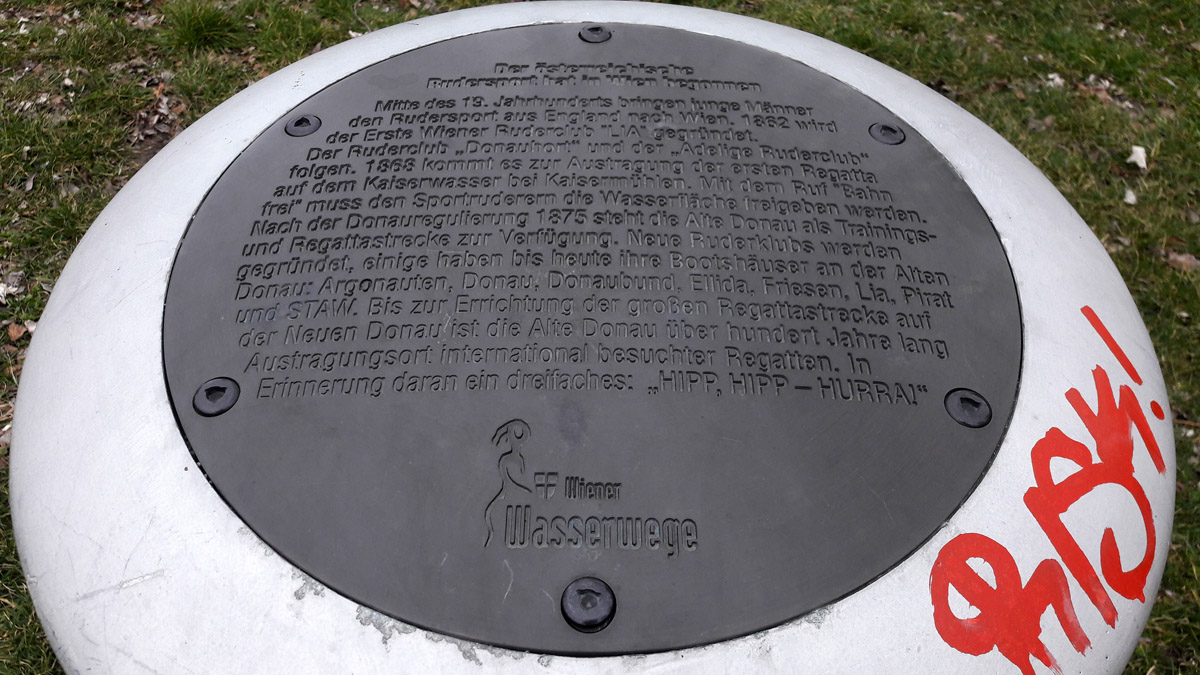 Der österreichische
Rudersport hat in Wien begonnen
Mitte des 19. Jahrhunderts bringen junge Männer
den Rudersport aus England nach Wien. 1862 wird
der Erste Wiener Ruderclub "LIA" gegründet.
Der Ruderclub „Donauhort" und der „Adelige Ruderclub"
folgen. 1868 kommt es zur Austragung der ersten Regatta
auf dem Kaiserwasser bei Kaisermühlen. Mit dem Ruf "Bahn
frei" muss den Sportruderern die Wasserfläche freigeben werden.
Nach der Donauregulierung 1875 steht die Alte Donau als Trainings-
und Regattastrecke zur Verfügung. Neue Ruderklubs werden
gegründet, einige haben bis heute ihre Bootshäuser an der Alten
Donau: Argonauten, Donau, Donaubund, Ellida, Friesen, Lia, Pirat
und STAW. Bis zur Errichtung der großen Regattastrecke auf
der Neuen Donau ist die Alte Donau über hundert Jahre lang
Austragungsort international besuchter Regatten. In
Erinnerung daran ein dreifaches: „HIPP, HIPP – HURRA!"
Wiener
Wasserwege